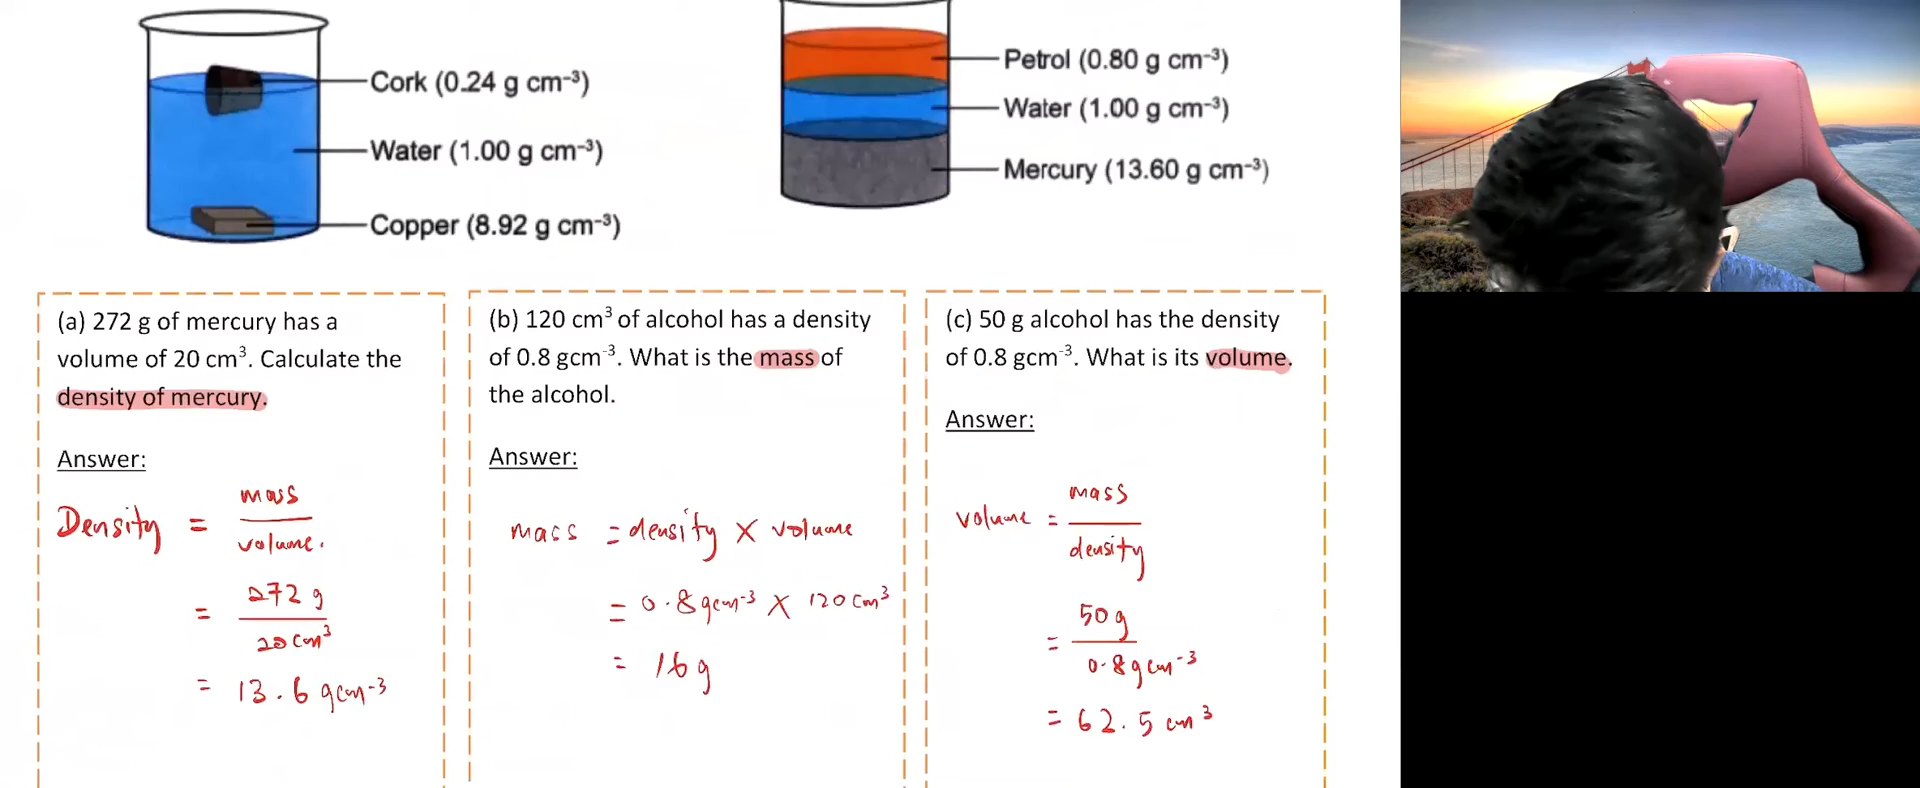 Cork (0.24 g cm⁻³)
Water (1.00 g cm⁻³)
Copper (8.92 g cm⁻³)
Petrol (0.80 g cm⁻³)
Water (1.00 g cm⁻³)
Mercury (13.60 g cm⁻³)
(a) 272 g of mercury has a
volume of 20 cm³. Calculate the
density of mercury.
Answer:
Density = mass
volume.
= 272 g
20 cm³
= 13.6 gcm⁻³
(b) 120 cm³ of alcohol has a density
of 0.8 gcm⁻³. What is the mass of
the alcohol.
Answer:
mass = density × volume
= 0.8 gcm⁻³ × 120 cm³
= 16 g
(c) 50 g alcohol has the density
of 0.8 gcm⁻³. What is its volume.
Answer:
volume = mass
density
= 50 g
0.8 gcm⁻³
= 62.5 cm³